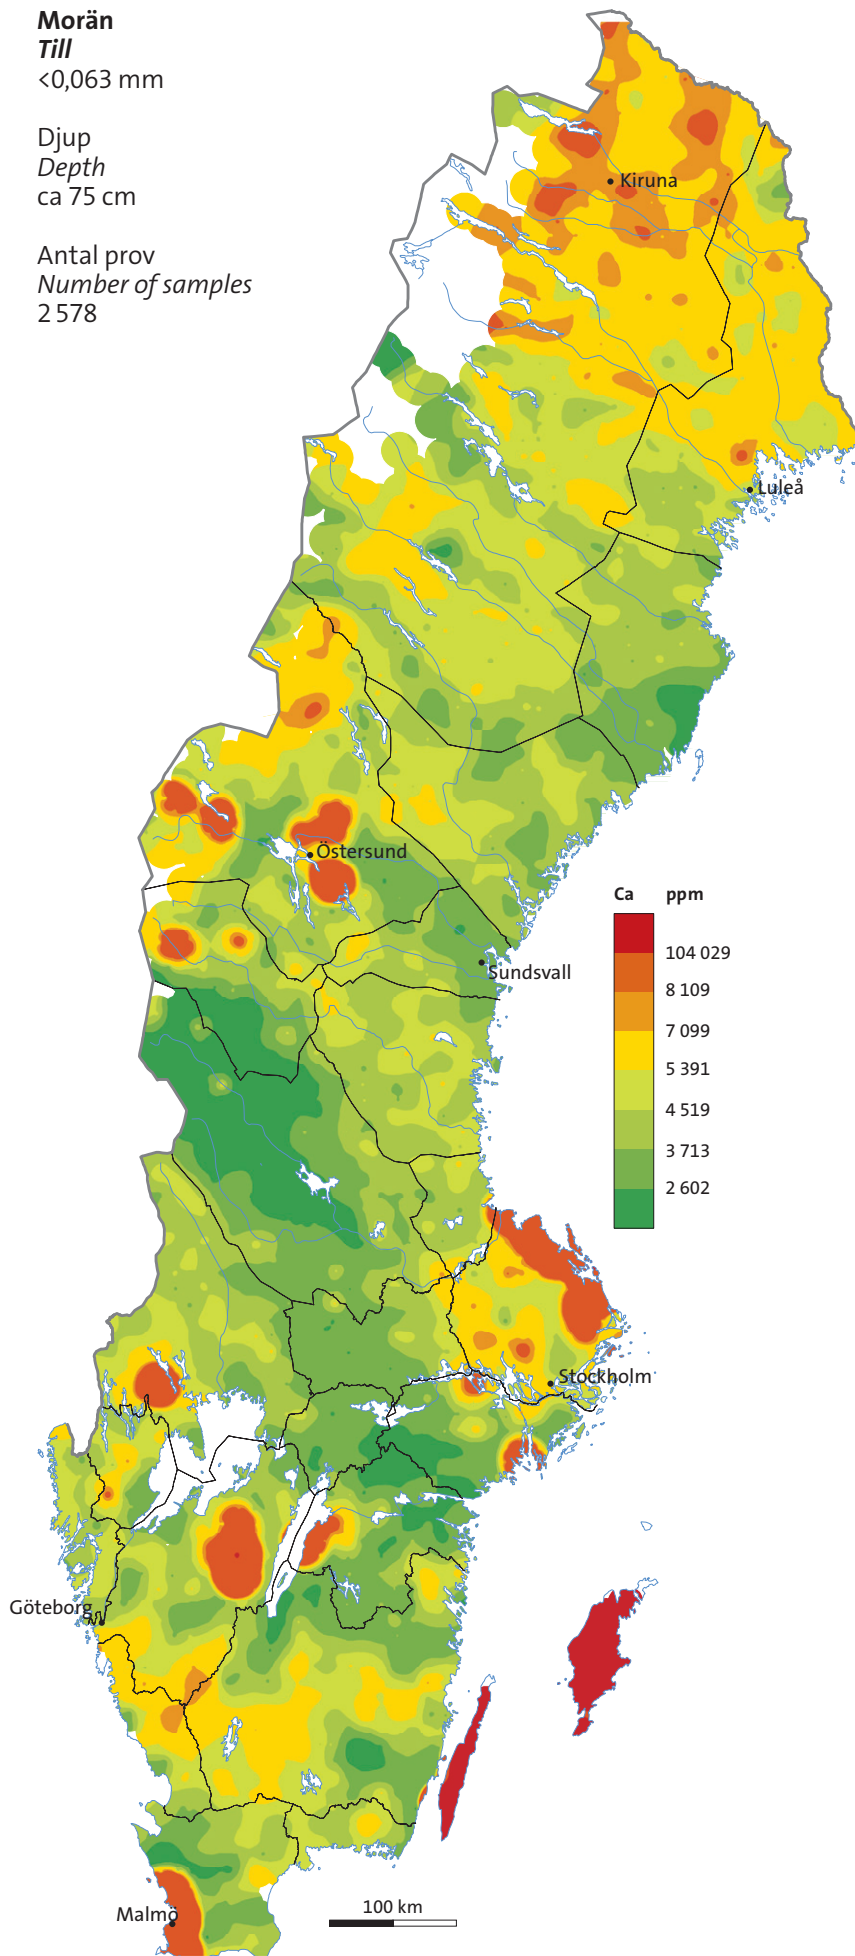 Morän
Till
<0,063 mm
Djup
Depth
ca 75 cm
Antal prov
Number of samples
2 578
Kiruna
Luleå
Östersund
Ca ppm
104 029
8 109
7 099
5 391
4 519
3 713
2 602
Sundsvall
Stockholm
Göteborg
100 km
Malmö